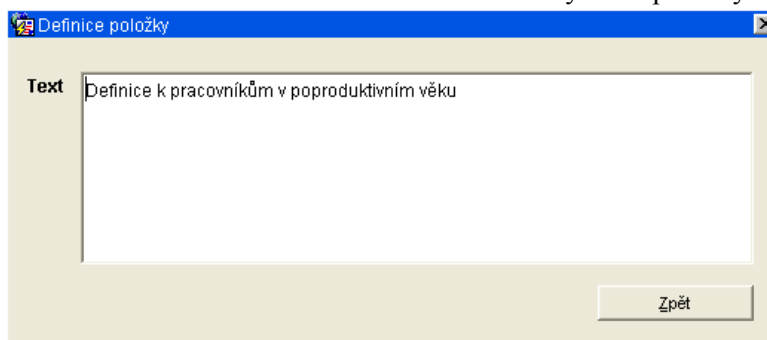 Definice položky
Text
Definice k pracovníkům v poproduktivním věku
Zpět